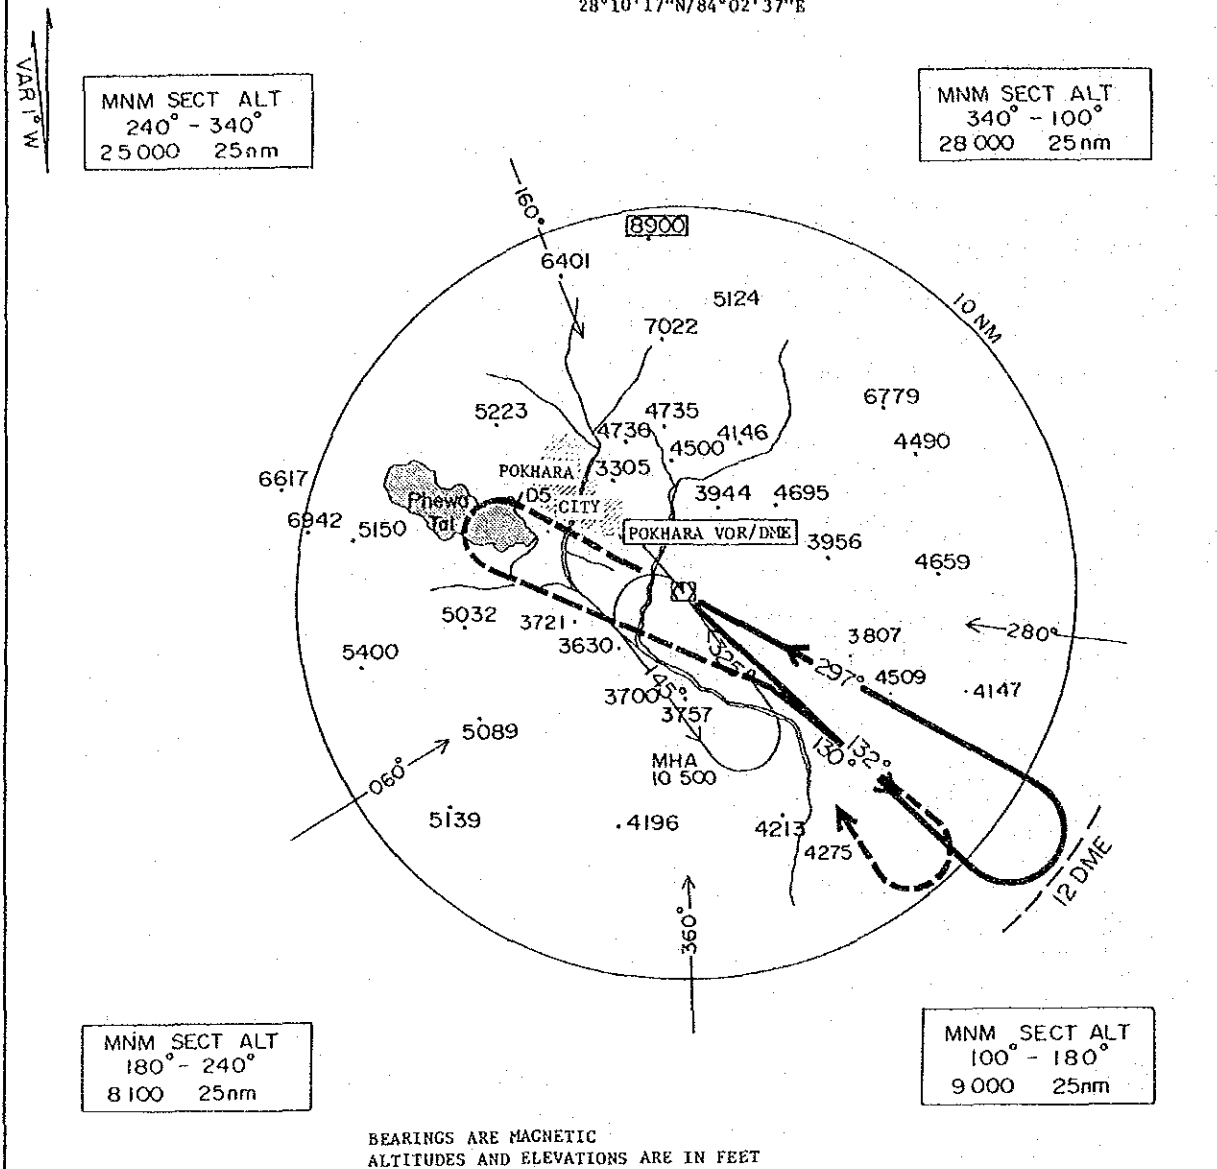 28°10'17"N/84°02'37"E
VAR 1° W
MNM SECT ALT
240° - 340°
25000 25nm
MNM SECT ALT
340° - 100°
28000 25nm
160°
8900
6401
5124
10 NM
7022
6779
5223
4735
4730
4146
4490
4500
POKHARA
3305
6617
3944
4695
Phewa
Tal
D5
CITY
6942
5150
POKHARA VOR/DME
3956
4659
5032
3721
3630
3807
280°
5400
325°
297°
4509
4147
145°
3700
3757
5089
130°
132°
MHA
10 500
060°
5139
4196
4213
4275
12 DME
360°
MNM SECT ALT
180° - 240°
8100 25nm
MNM SECT ALT
100° - 180°
9000 25nm
BEARINGS ARE MAGNETIC
ALTITUDES AND ELEVATIONS ARE IN FEET